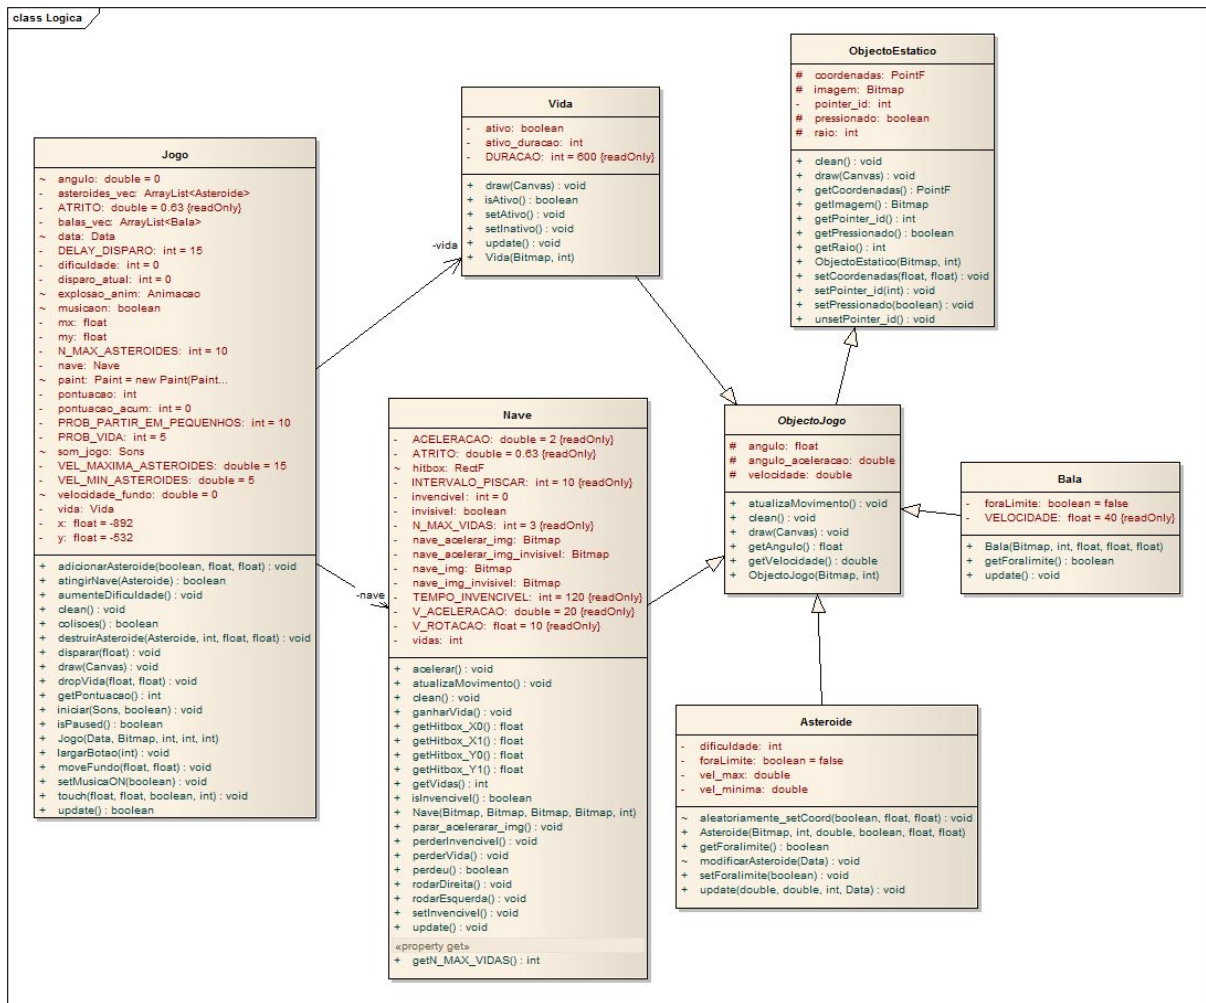 class Logica
Jogo
~ angulo: double = 0
- asteroides_vec: ArrayList<Asteroide>
- ATRITO: double = 0.63 {readOnly}
- balas_vec: ArrayList<Bala>
~ data: Data
- DELAY_DISPARO: int = 15
- dificuldade: int = 0
- disparo_atual: int = 0
~ explosao_anim: Animacao
~ musicaon: boolean
- mx: float
- my: float
- N_MAX_ASTEROIDES: int = 10
- nave: Nave
~ paint: Paint = new Paint(Paint...
- pontuacao: int
- pontuacao_acum: int = 0
- PROB_PARTIR_EM_PEQUENHOS: int = 10
- PROB_VIDA: int = 5
~ som_jogo: Sons
- VEL_MAXIMA_ASTEROIDES: double = 15
- VEL_MIN_ASTEROIDES: double = 5
~ velocidade_fundo: double = 0
- vida: Vida
- x: float = -892
- y: float = -532
+ adicionarAsteroide(boolean, float, float) : void
+ atingirNave(Asteroide) : boolean
+ aumenteDificuldade() : void
+ clean() : void
+ colisoes() : boolean
+ destruirAsteroide(Asteroide, int, float, float) : void
+ disparar(float) : void
+ draw(Canvas) : void
+ dropVida(float, float) : void
+ getPontuacao() : int
+ iniciar(Sons, boolean) : void
+ isPaused() : boolean
+ Jogo(Data, Bitmap, int, int, int)
+ largarBotao(int) : void
+ moveFundo(float, float) : void
+ setMusicaON(boolean) : void
+ touch(float, float, boolean, int) : void
+ update() : boolean
-vida
-nave
Vida
- ativo: boolean
- ativo_duracao: int
- DURACAO: int = 600 {readOnly}
+ draw(Canvas) : void
+ isAtivo() : boolean
+ setAtivo() : void
+ setInativo() : void
+ update() : void
+ Vida(Bitmap, int)
Nave
- ACELERACAO: double = 2 {readOnly}
- ATRITO: double = 0.63 {readOnly}
~ hitbox: RectF
- INTERVALO_PISCAR: int = 10 {readOnly}
- invencivel: int = 0
- invisivel: boolean
- N_MAX_VIDAS: int = 3 {readOnly}
- nave_acelerar_img: Bitmap
- nave_acelerar_img_invisivel: Bitmap
- nave_img: Bitmap
- nave_img_invisivel: Bitmap
- TEMPO_INVENCIVEL: int = 120 {readOnly}
- V_ACELERACAO: double = 20 {readOnly}
- V_ROTACAO: float = 10 {readOnly}
- vidas: int
+ acelerar() : void
+ atualizaMovimento() : void
+ clean() : void
+ ganharVida() : void
+ getHitbox_X0() : float
+ getHitbox_X1() : float
+ getHitbox_Y0() : float
+ getHitbox_Y1() : float
+ getVidas() : int
+ isInvencivel() : boolean
+ Nave(Bitmap, Bitmap, Bitmap, Bitmap, int)
+ parar_acelerarar_img() : void
+ perderInvencivel() : void
+ perderVida() : void
+ perdeu() : boolean
+ rodarDireita() : void
+ rodarEsquerda() : void
+ setInvencivel() : void
+ update() : void
«property get»
+ getN_MAX_VIDAS() : int
ObjectoEstatico
# coordenadas: PointF
# imagem: Bitmap
- pointer_id: int
# pressionado: boolean
# raio: int
+ clean() : void
+ draw(Canvas) : void
+ getCoordenadas() : PointF
+ getImagem() : Bitmap
+ getPointer_id() : int
+ getPressionado() : boolean
+ getRaio() : int
+ ObjectoEstatico(Bitmap, int)
+ setCoordenadas(float, float) : void
+ setPointer_id(int) : void
+ setPressionado(boolean) : void
+ unsetPointer_id() : void
ObjectoJogo
# angulo: float
# angulo_aceleracao: double
# velocidade: double
+ atualizaMovimento() : void
+ clean() : void
+ draw(Canvas) : void
+ getAngulo() : float
+ getVelocidade() : double
+ ObjectoJogo(Bitmap, int)
Bala
- foraLimite: boolean = false
- VELOCIDADE: float = 40 {readOnly}
+ Bala(Bitmap, int, float, float, float)
+ getForalimite() : boolean
+ update() : void
Asteroide
- dificuldade: int
- foraLimite: boolean = false
- vel_max: double
- vel_minima: double
~ aleatoriamente_setCoord(boolean, float, float) : void
+ Asteroide(Bitmap, int, double, boolean, float, float)
+ getForalimite() : boolean
~ modificarAsteroide(Data) : void
+ setForalimite(boolean) : void
+ update(double, double, int, Data) : void